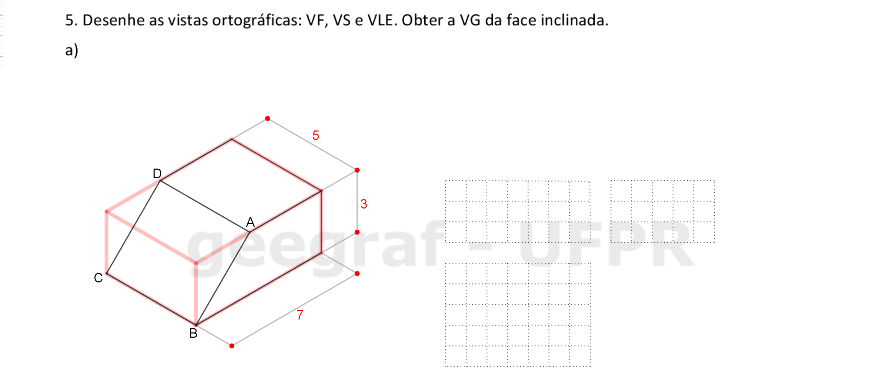 5. Desenhe as vistas ortográficas: VF, VS e VLE. Obter a VG da face inclinada.
a)
5
D
3
A
geegraf - UFPR
C
7
B